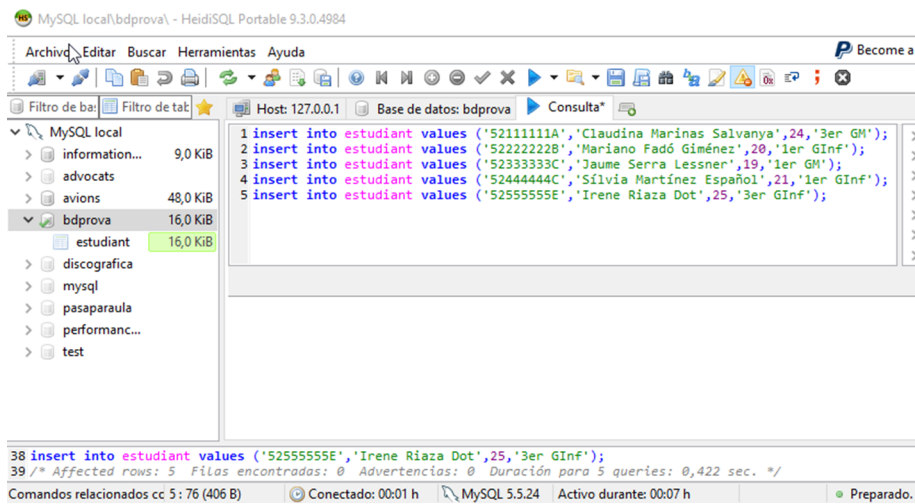 MySQL local\bdprova\ - HeidiSQL Portable 9.3.0.4984
Archivo Editar Buscar Herramientas Ayuda
Become a
Filtro de ba: Filtro de tab
Host: 127.0.0.1 Base de datos: bdprova Consulta*
MySQL local
information... 9,0 KiB
advocats
avions 48,0 KiB
bdprova 16,0 KiB
estudiant 16,0 KiB
discografica
mysql
pasaparaula
performanc...
test
1 insert into estudiant values ('52111111A','Claudina Marinas Salvanya',24,'3er GM');
2 insert into estudiant values ('52222222B','Mariano Fadó Giménez',20,'1er GInf');
3 insert into estudiant values ('52333333C','Jaume Serra Lessner',19,'1er GM');
4 insert into estudiant values ('52444444C','Sílvia Martínez Español',21,'1er GInf');
5 insert into estudiant values ('52555555E','Irene Riaza Dot',25,'3er GInf');
38 insert into estudiant values ('52555555E','Irene Riaza Dot',25,'3er GInf');
39 /* Affected rows: 5 Filas encontradas: 0 Advertencias: 0 Duración para 5 queries: 0,422 sec. */
Comandos relacionados cc 5 : 76 (406 B) Conectado: 00:01 h MySQL 5.5.24 Activo durante: 00:07 h Preparado.